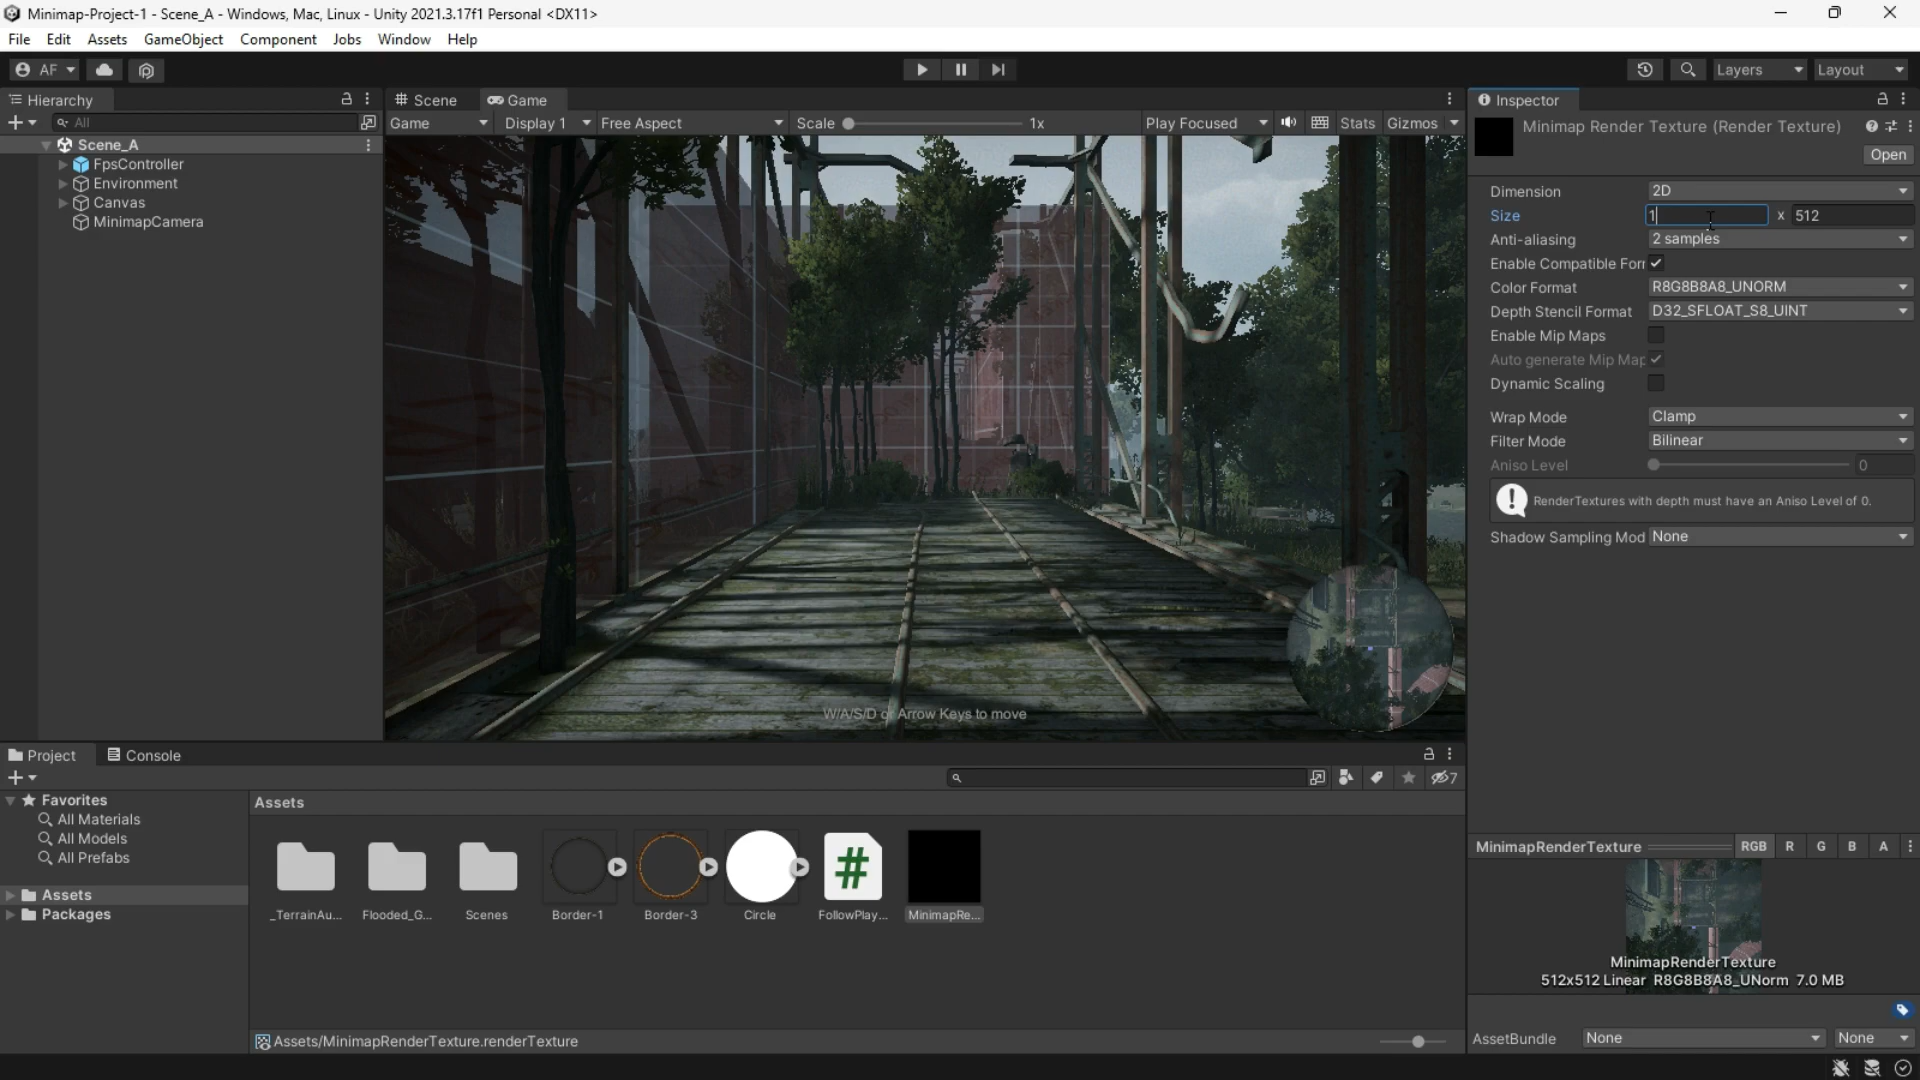 Minimap-Project-1 - Scene_A - Windows, Mac, Linux - Unity 2021.3.17f1 Personal <DX11>
File Edit Assets GameObject Component Jobs Window Help
AF Layers Layout
Hierarchy
All
Scene_A
FpsController
Environment
Canvas
MinimapCamera
Scene Game
Game Display 1 Free Aspect Scale 1x Play Focused Stats Gizmos
W/A/S/D or Arrow Keys to move
Inspector
Minimap Render Texture (Render Texture)
Open
Dimension 2D
Size 1 x 512
Anti-aliasing 2 samples
Enable Compatible For
Color Format R8G8B8A8_UNORM
Depth Stencil Format D32_SFLOAT_S8_UINT
Enable Mip Maps
Auto generate Mip Map
Dynamic Scaling
Wrap Mode Clamp
Filter Mode Bilinear
Aniso Level 0
RenderTextures with depth must have an Aniso Level of 0.
Shadow Sampling Mod None
Project Console
7
Favorites
All Materials
All Models
All Prefabs
Assets
Packages
Assets
_TerrainAu... Flooded_G... Scenes Border-1 Border-3 Circle FollowPlay... MinimapRe...
#
Assets/MinimapRenderTexture.renderTexture
MinimapRenderTexture RGB R G B A
MinimapRenderTexture
512x512 Linear R8G8B8A8_UNorm 7.0 MB
AssetBundle None None